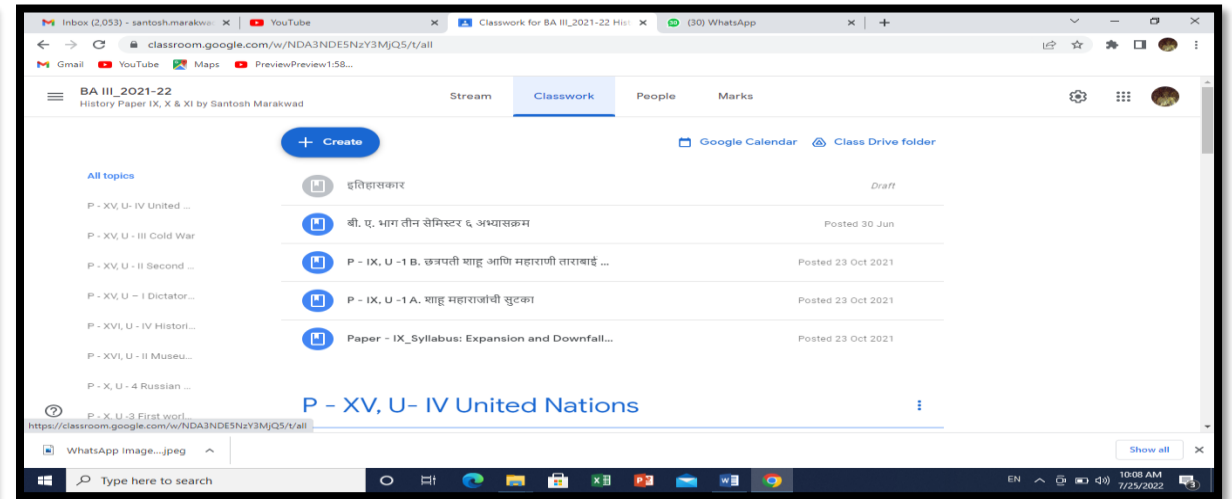 Inbox (2,053) - santosh.marakwa
YouTube
Classwork for BA III_2021-22 Hist
(30) WhatsApp
classroom.google.com/w/NDA3NDE5NzY3MjQ5/t/all
Gmail YouTube Maps PreviewPreview1:58...
BA III_2021-22
History Paper IX, X & XI by Santosh Marakwad
Stream Classwork People Marks
Create
Google Calendar Class Drive folder
All topics
P - XV, U- IV United ...
P - XV, U - III Cold War
P - XV, U - II Second ...
P - XV, U – I Dictator...
P - XVI, U - IV Histori...
P - XVI, U - II Museu...
P - X, U - 4 Russian ...
P - X, U -3 First worl...
इतिहासकार Draft
बी. ए. भाग तीन सेमिस्टर ६ अभ्यासक्रम Posted 30 Jun
P - IX, U -1 B. छत्रपती शाहू आणि महाराणी ताराबाई ... Posted 23 Oct 2021
P - IX, U -1 A. शाहू महाराजांची सुटका Posted 23 Oct 2021
Paper - IX_Syllabus: Expansion and Downfall... Posted 23 Oct 2021
P - XV, U- IV United Nations
https://classroom.google.com/w/NDA3NDE5NzY3MjQ5/t/all
WhatsApp Image....jpeg
Show all
Type here to search
EN
10:08 AM
7/25/2022
3